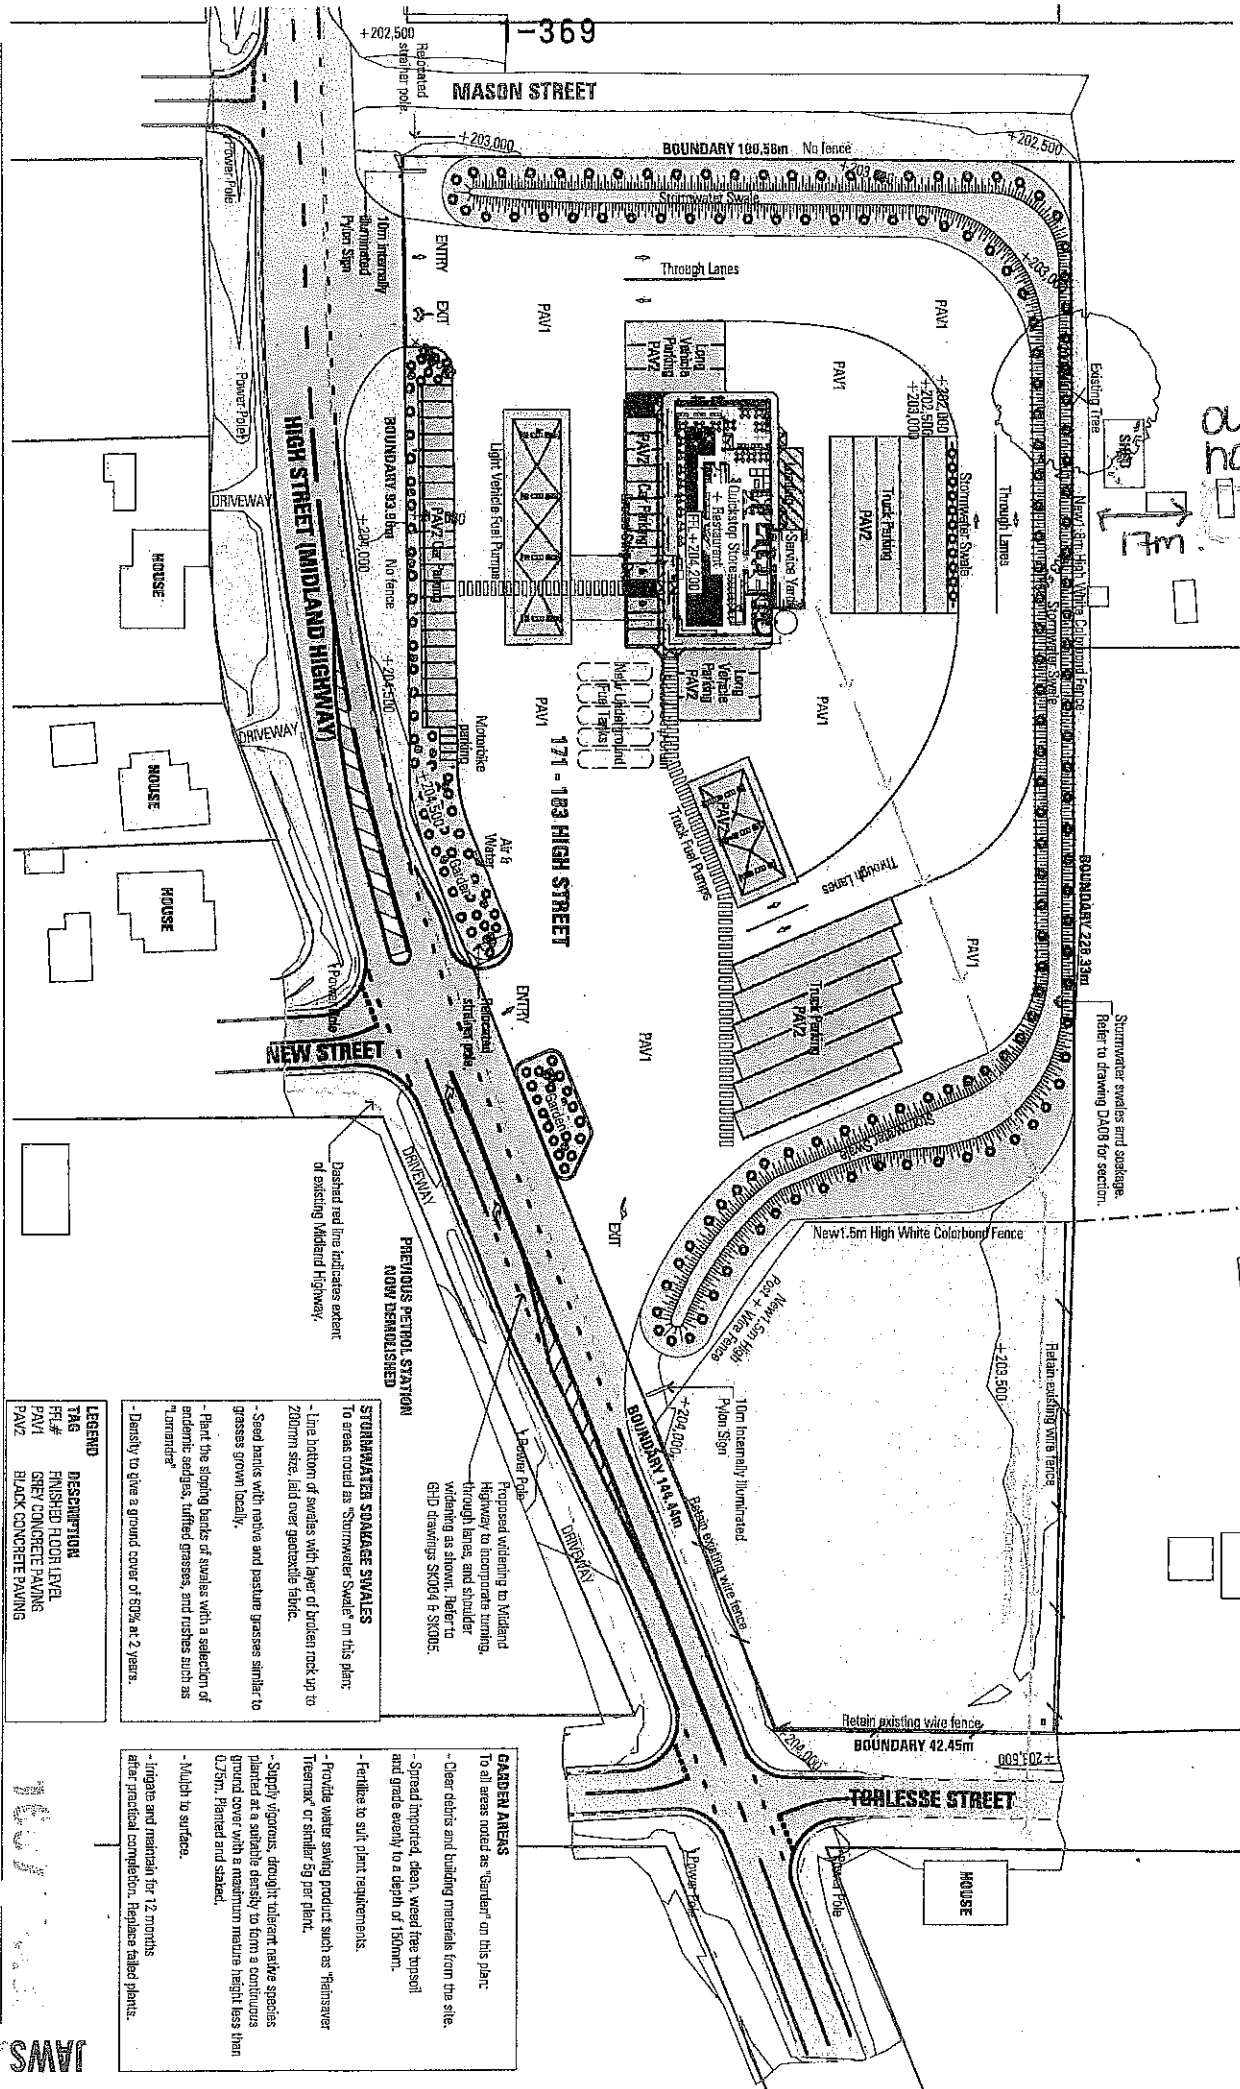 1-369
+202,500
Relocated
strainer pole.
MASON STREET
+203,000
BOUNDARY 100,58m No fence
+202,500
Stormwater Swale
+203,000
Power Pole
10m internally
illuminated
Pylon Sign
ENTRY
EXIT
Through Lanes
PAV1
PAV1
PAV1
Long
Vehicle
Parking
PAV2
+202,000
+202,500
+203,000
Stormwater Swale
Through Lanes
Truck Parking
PAV2
Existing Tree
SHED
17m.
New 1.8m High White Colorbond Fence
Stormwater Swale
Power Pole
DRIVEWAY
HOUSE
HIGH STREET (MIDLAND HIGHWAY)
BOUNDARY 93.98m No fence
+204,000
+204,500
PAV2 Car Parking
Light Vehicle Fuel Pumps
PAV2 Car Parking
Quickstop Store
+ Restaurant
FFL +204,200
Service Yard
Long
Vehicle
Parking
PAV2
New Underground
Fuel Tanks
PAV1
PAV1
171 - 183 HIGH STREET
Motorbike
parking
+204,500
Air &
Water
Garden
DRIVEWAY
HOUSE
HOUSE
PAV2
Truck Fuel Pumps
Through Lanes
PAV1
BOUNDARY 228.33m
Stormwater swales and soakage.
Refer to drawing DA08 for section.
Truck Parking
PAV2
Power Pole
NEW STREET
Relocated
strainer pole.
ENTRY
PAV1
Garden
EXIT
Stormwater Swale
New 1.5m High White Colorbond Fence
New 1.5m High
Post + Wire Fence
Retain existing wire fence
+203,500
DRIVEWAY
Dashed red line indicates extent
of existing Midland Highway.
PREVIOUS PETROL STATION
NOW DEMOLISHED
10m Internally illuminated
Pylon Sign
+204,000
BOUNDARY 144.44m
Retain existing wire fence
Power Pole
DRIVEWAY
Proposed widening to Midland
Highway to incorporate turning,
through lanes, and shoulder
widening as shown. Refer to
GHD drawings SK004 & SK005.
Retain existing wire fence
BOUNDARY 42.45m
+204,000
+203,600
TORLESSE STREET
Power Pole
Power Pole
HOUSE
STORMWATER SOAKAGE SWALES
To areas noted as "Stormwater Swale" on this plan;
- Line bottom of swales with layer of broken rock up to
200mm size, laid over geotextile fabric.
- Seed banks with native and pasture grasses similar to
grasses grown locally.
- Plant the sloping banks of swales with a selection of
endemic sedges, tuffted grasses, and rushes such as
"Lomandra"
- Density to give a ground cover of 60% at 2 years.
LEGEND
TAG DESCRIPTION
FFL# FINISHED FLOOR LEVEL
PAV1 GREY CONCRETE PAVING
PAV2 BLACK CONCRETE PAVING
GARDEN AREAS
To all areas noted as "Garden" on this plan:
- Clear debris and building materials from the site.
- Spread imported, clean, weed free topsoil
and grade evenly to a depth of 150mm.
- Fertilise to suit plant requirements.
- Provide water saving product such as "Rainsaver
Treemax" or similar 5g per plant.
- Supply vigorous, drought tolerant native species
planted at a suitable density to form a continuous
ground cover with a maximum mature height less than
0.75m. Planted and staked.
- Mulch to surface.
- Irrigate and maintain for 12 months
after practical completion. Replace failed plants.
JAWS